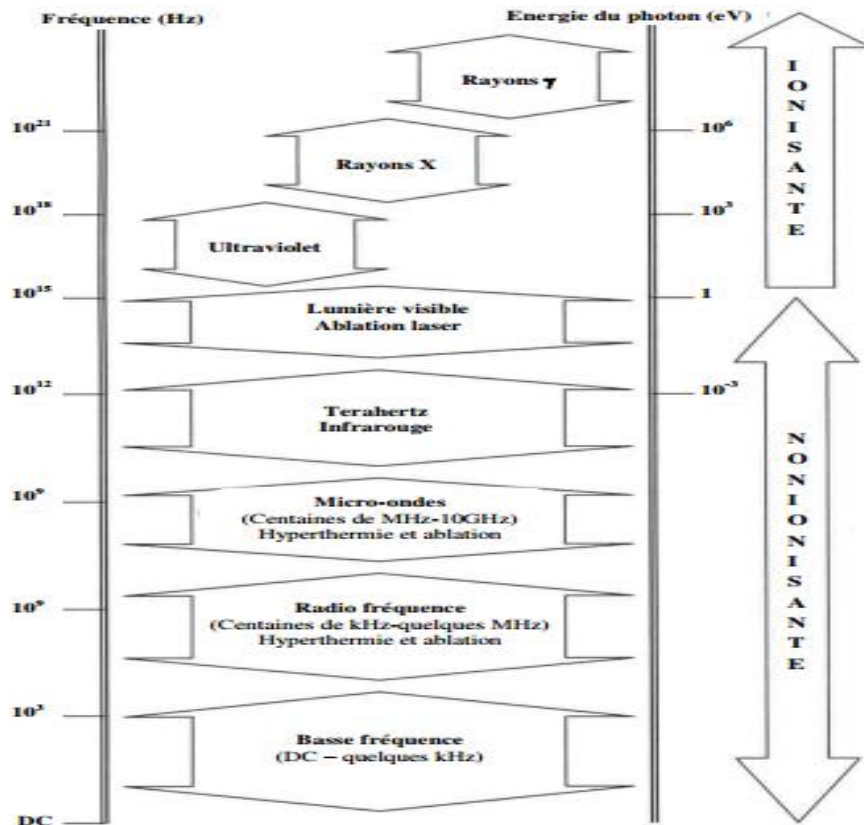 Fréquence (Hz)
Energie du photon (eV)
Rayons γ
10²¹
10⁶
Rayons X
10¹⁸
10³
Ultraviolet
10¹⁵
1
Lumière visible
Ablation laser
10¹²
10⁻³
Terahertz
Infrarouge
10⁹
Micro-ondes
(Centaines de MHz-10GHz)
Hyperthermie et ablation
10⁹
Radio fréquence
(Centaines de kHz-quelques MHz)
Hyperthermie et ablation
10³
Basse fréquence
(DC – quelques kHz)
DC
IONISANTE
NONIONISANTE